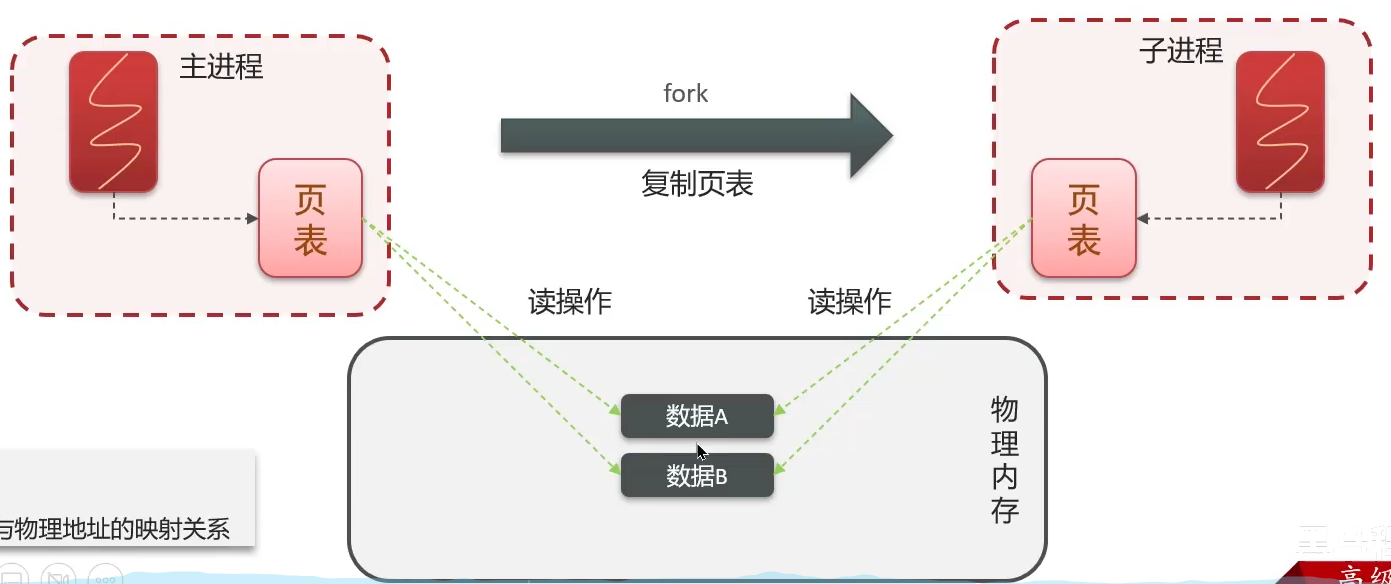 主进程
页
表
fork
复制页表
子进程
页
表
读操作
读操作
数据A
数据B
物
理
内
存
与物理地址的映射关系
高级